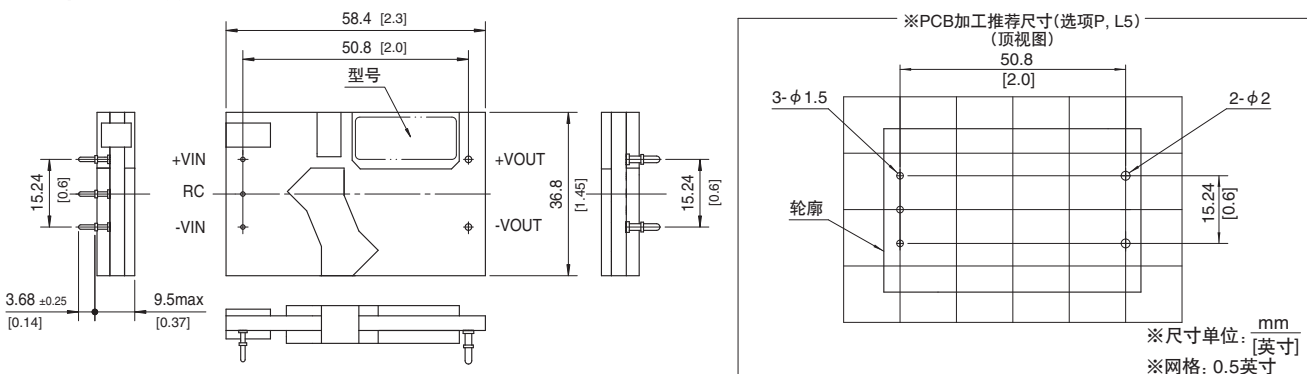 58.4 [2.3]
50.8 [2.0]
型号
+VIN
RC
-VIN
+VOUT
-VOUT
15.24
[0.6]
36.8
[1.45]
15.24
[0.6]
3.68 ±0.25
[0.14]
9.5max
[0.37]
※PCB加工推荐尺寸(选项P, L5)
(顶视图)
50.8
[2.0]
3-φ1.5
2-φ2
轮廓
15.24
[0.6]
※尺寸单位: mm
[英寸]
※网格: 0.5英寸